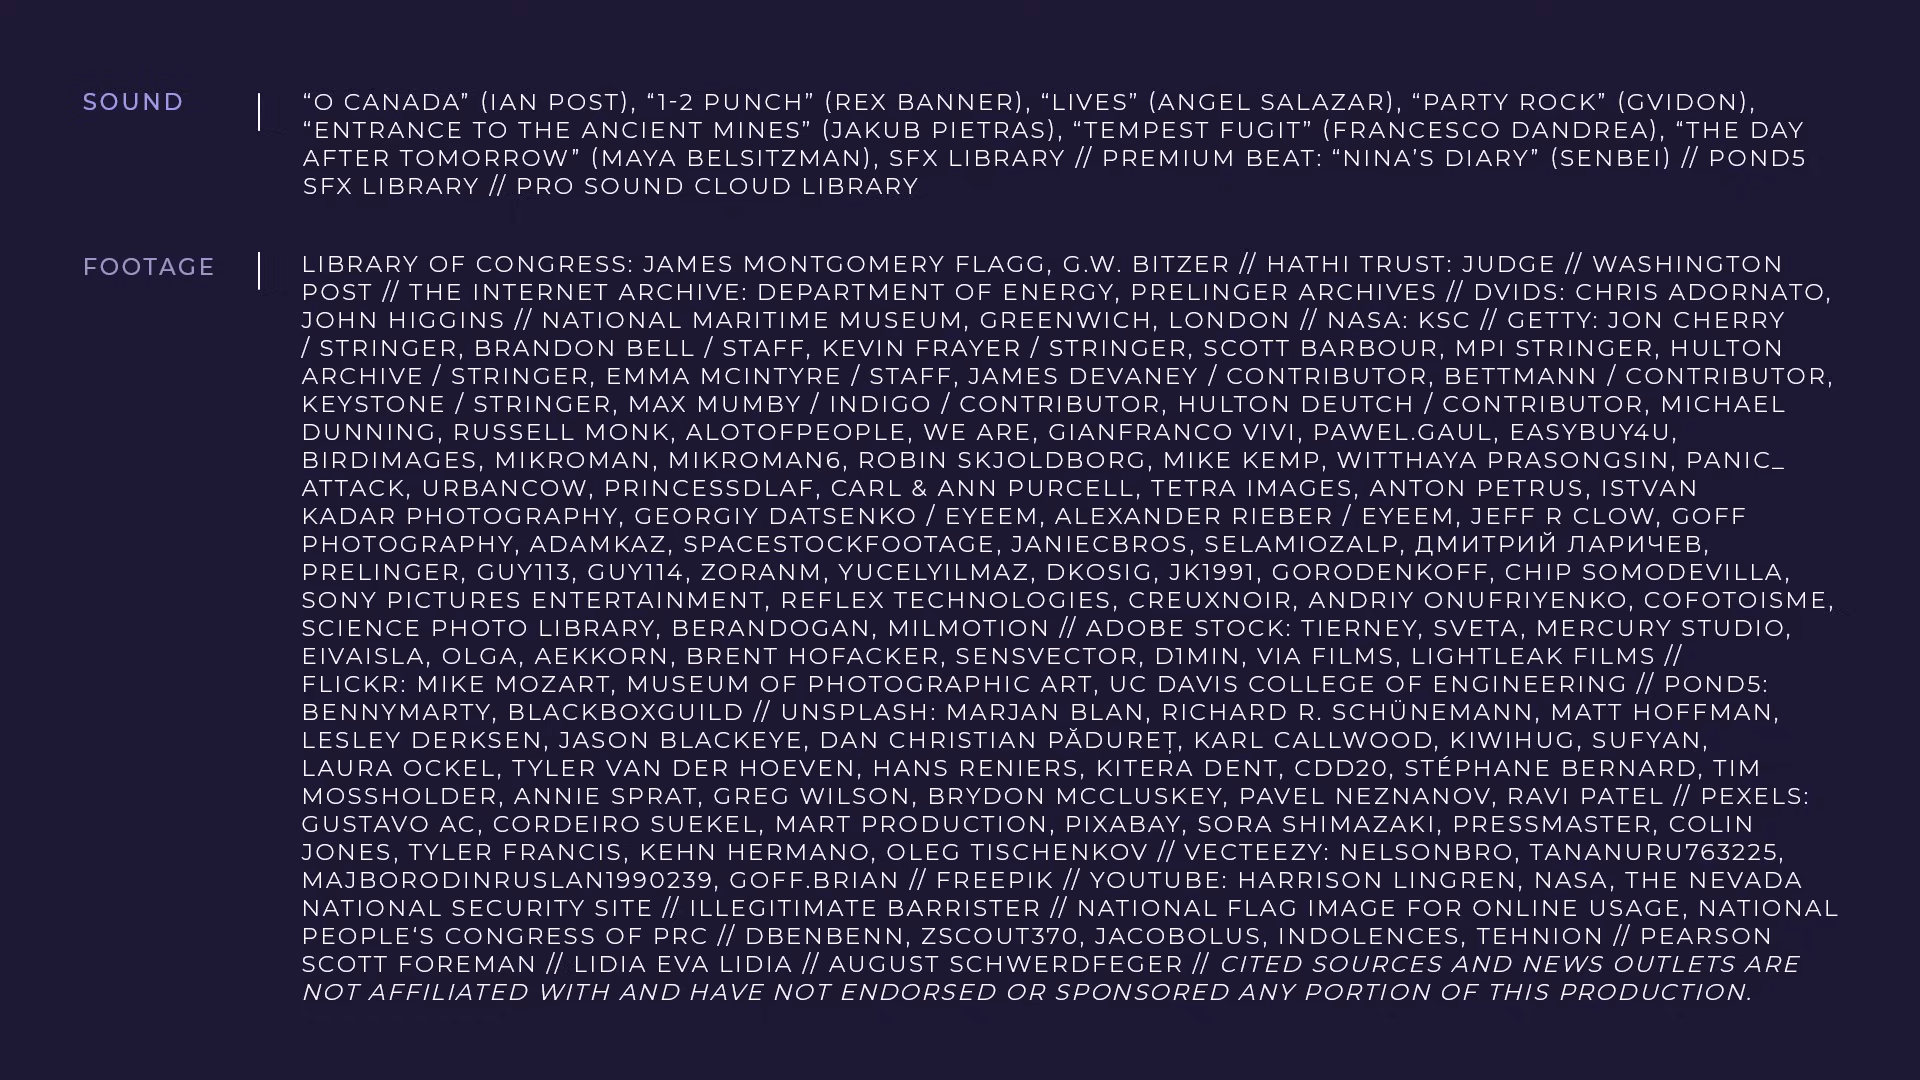 SOUND
“O CANADA” (IAN POST), “1-2 PUNCH” (REX BANNER), “LIVES” (ANGEL SALAZAR), “PARTY ROCK” (GVIDON),
“ENTRANCE TO THE ANCIENT MINES” (JAKUB PIETRAS), “TEMPEST FUGIT” (FRANCESCO DANDREA), “THE DAY
AFTER TOMORROW” (MAYA BELSITZMAN), SFX LIBRARY // PREMIUM BEAT: “NINA’S DIARY” (SENBEI) // POND5
SFX LIBRARY // PRO SOUND CLOUD LIBRARY
FOOTAGE
LIBRARY OF CONGRESS: JAMES MONTGOMERY FLAGG, G.W. BITZER // HATHI TRUST: JUDGE // WASHINGTON
POST // THE INTERNET ARCHIVE: DEPARTMENT OF ENERGY, PRELINGER ARCHIVES // DVIDS: CHRIS ADORNATO,
JOHN HIGGINS // NATIONAL MARITIME MUSEUM, GREENWICH, LONDON // NASA: KSC // GETTY: JON CHERRY
/ STRINGER, BRANDON BELL / STAFF, KEVIN FRAYER / STRINGER, SCOTT BARBOUR, MPI STRINGER, HULTON
ARCHIVE / STRINGER, EMMA MCINTYRE / STAFF, JAMES DEVANEY / CONTRIBUTOR, BETTMANN / CONTRIBUTOR,
KEYSTONE / STRINGER, MAX MUMBY / INDIGO / CONTRIBUTOR, HULTON DEUTCH / CONTRIBUTOR, MICHAEL
DUNNING, RUSSELL MONK, ALOTOFPEOPLE, WE ARE, GIANFRANCO VIVI, PAWEL.GAUL, EASYBUY4U,
BIRDIMAGES, MIKROMAN, MIKROMAN6, ROBIN SKJOLDBORG, MIKE KEMP, WITTHAYA PRASONGSIN, PANIC_
ATTACK, URBANCOW, PRINCESSDLAF, CARL & ANN PURCELL, TETRA IMAGES, ANTON PETRUS, ISTVAN
KADAR PHOTOGRAPHY, GEORGIY DATSENKO / EYEEM, ALEXANDER RIEBER / EYEEM, JEFF R CLOW, GOFF
PHOTOGRAPHY, ADAMKAZ, SPACESTOCKFOOTAGE, JANIECBROS, SELAMIOZALP, ДМИТРИЙ ЛАРИЧЕВ,
PRELINGER, GUY113, GUY114, ZORANM, YUCELYILMAZ, DKOSIG, JK1991, GORODENKOFF, CHIP SOMODEVILLA,
SONY PICTURES ENTERTAINMENT, REFLEX TECHNOLOGIES, CREUXNOIR, ANDRIY ONUFRIYENKO, COFOTOISME,
SCIENCE PHOTO LIBRARY, BERANDOGAN, MILMOTION // ADOBE STOCK: TIERNEY, SVETA, MERCURY STUDIO,
EIVAISLA, OLGA, AEKKORN, BRENT HOFACKER, SENSVECTOR, D1MIN, VIA FILMS, LIGHTLEAK FILMS //
FLICKR: MIKE MOZART, MUSEUM OF PHOTOGRAPHIC ART, UC DAVIS COLLEGE OF ENGINEERING // POND5:
BENNYMARTY, BLACKBOXGUILD // UNSPLASH: MARJAN BLAN, RICHARD R. SCHÜNEMANN, MATT HOFFMAN,
LESLEY DERKSEN, JASON BLACKEYE, DAN CHRISTIAN PĂDUREȚ, KARL CALLWOOD, KIWIHUG, SUFYAN,
LAURA OCKEL, TYLER VAN DER HOEVEN, HANS RENIERS, KITERA DENT, CDD20, STÉPHANE BERNARD, TIM
MOSSHOLDER, ANNIE SPRAT, GREG WILSON, BRYDON MCCLUSKEY, PAVEL NEZNANOV, RAVI PATEL // PEXELS:
GUSTAVO AC, CORDEIRO SUEKEL, MART PRODUCTION, PIXABAY, SORA SHIMAZAKI, PRESSMASTER, COLIN
JONES, TYLER FRANCIS, KEHN HERMANO, OLEG TISCHENKOV // VECTEEZY: NELSONBRO, TANANURU763225,
MAJBORODINRUSLAN1990239, GOFF.BRIAN // FREEPIK // YOUTUBE: HARRISON LINGREN, NASA, THE NEVADA
NATIONAL SECURITY SITE // ILLEGITIMATE BARRISTER // NATIONAL FLAG IMAGE FOR ONLINE USAGE, NATIONAL
PEOPLE‘S CONGRESS OF PRC // DBENBENN, ZSCOUT370, JACOBOLUS, INDOLENCES, TEHNION // PEARSON
SCOTT FOREMAN // LIDIA EVA LIDIA // AUGUST SCHWERDFEGER // CITED SOURCES AND NEWS OUTLETS ARE
NOT AFFILIATED WITH AND HAVE NOT ENDORSED OR SPONSORED ANY PORTION OF THIS PRODUCTION.